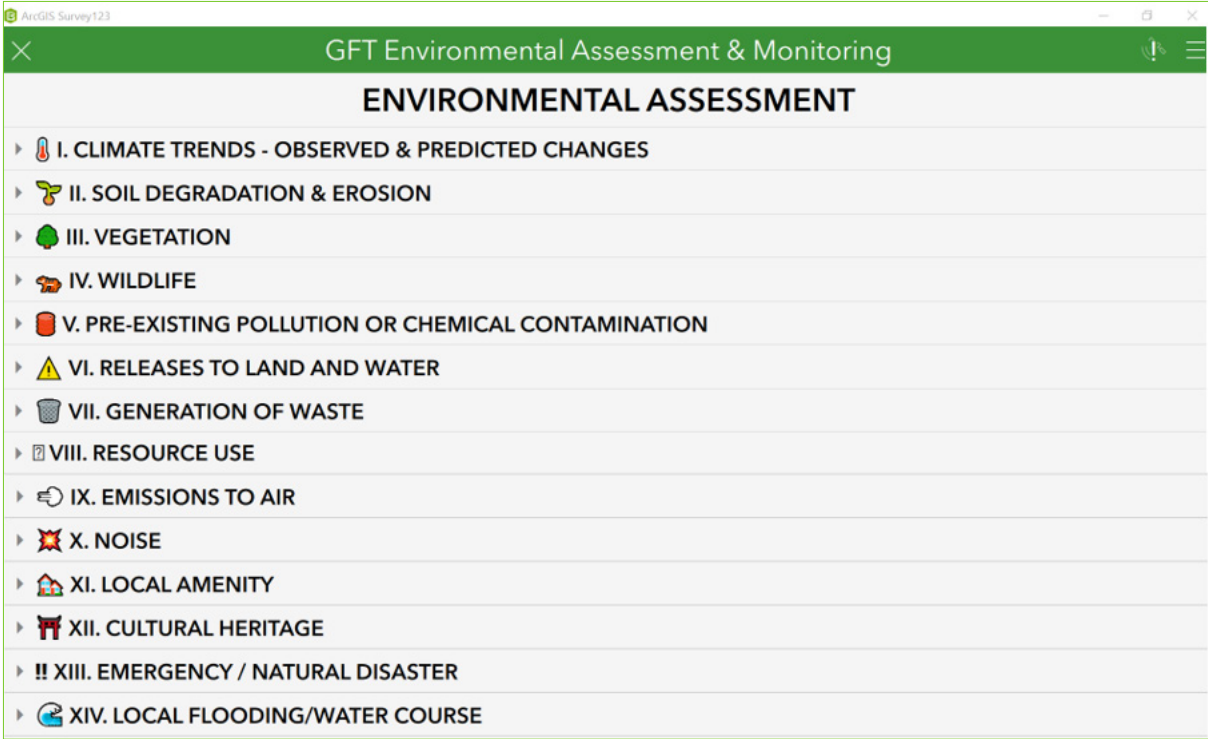 ArcGIS Survey123
GFT Environmental Assessment & Monitoring
ENVIRONMENTAL ASSESSMENT
I. CLIMATE TRENDS - OBSERVED & PREDICTED CHANGES
II. SOIL DEGRADATION & EROSION
III. VEGETATION
IV. WILDLIFE
V. PRE-EXISTING POLLUTION OR CHEMICAL CONTAMINATION
VI. RELEASES TO LAND AND WATER
VII. GENERATION OF WASTE
VIII. RESOURCE USE
IX. EMISSIONS TO AIR
X. NOISE
XI. LOCAL AMENITY
XII. CULTURAL HERITAGE
!! XIII. EMERGENCY / NATURAL DISASTER
XIV. LOCAL FLOODING/WATER COURSE